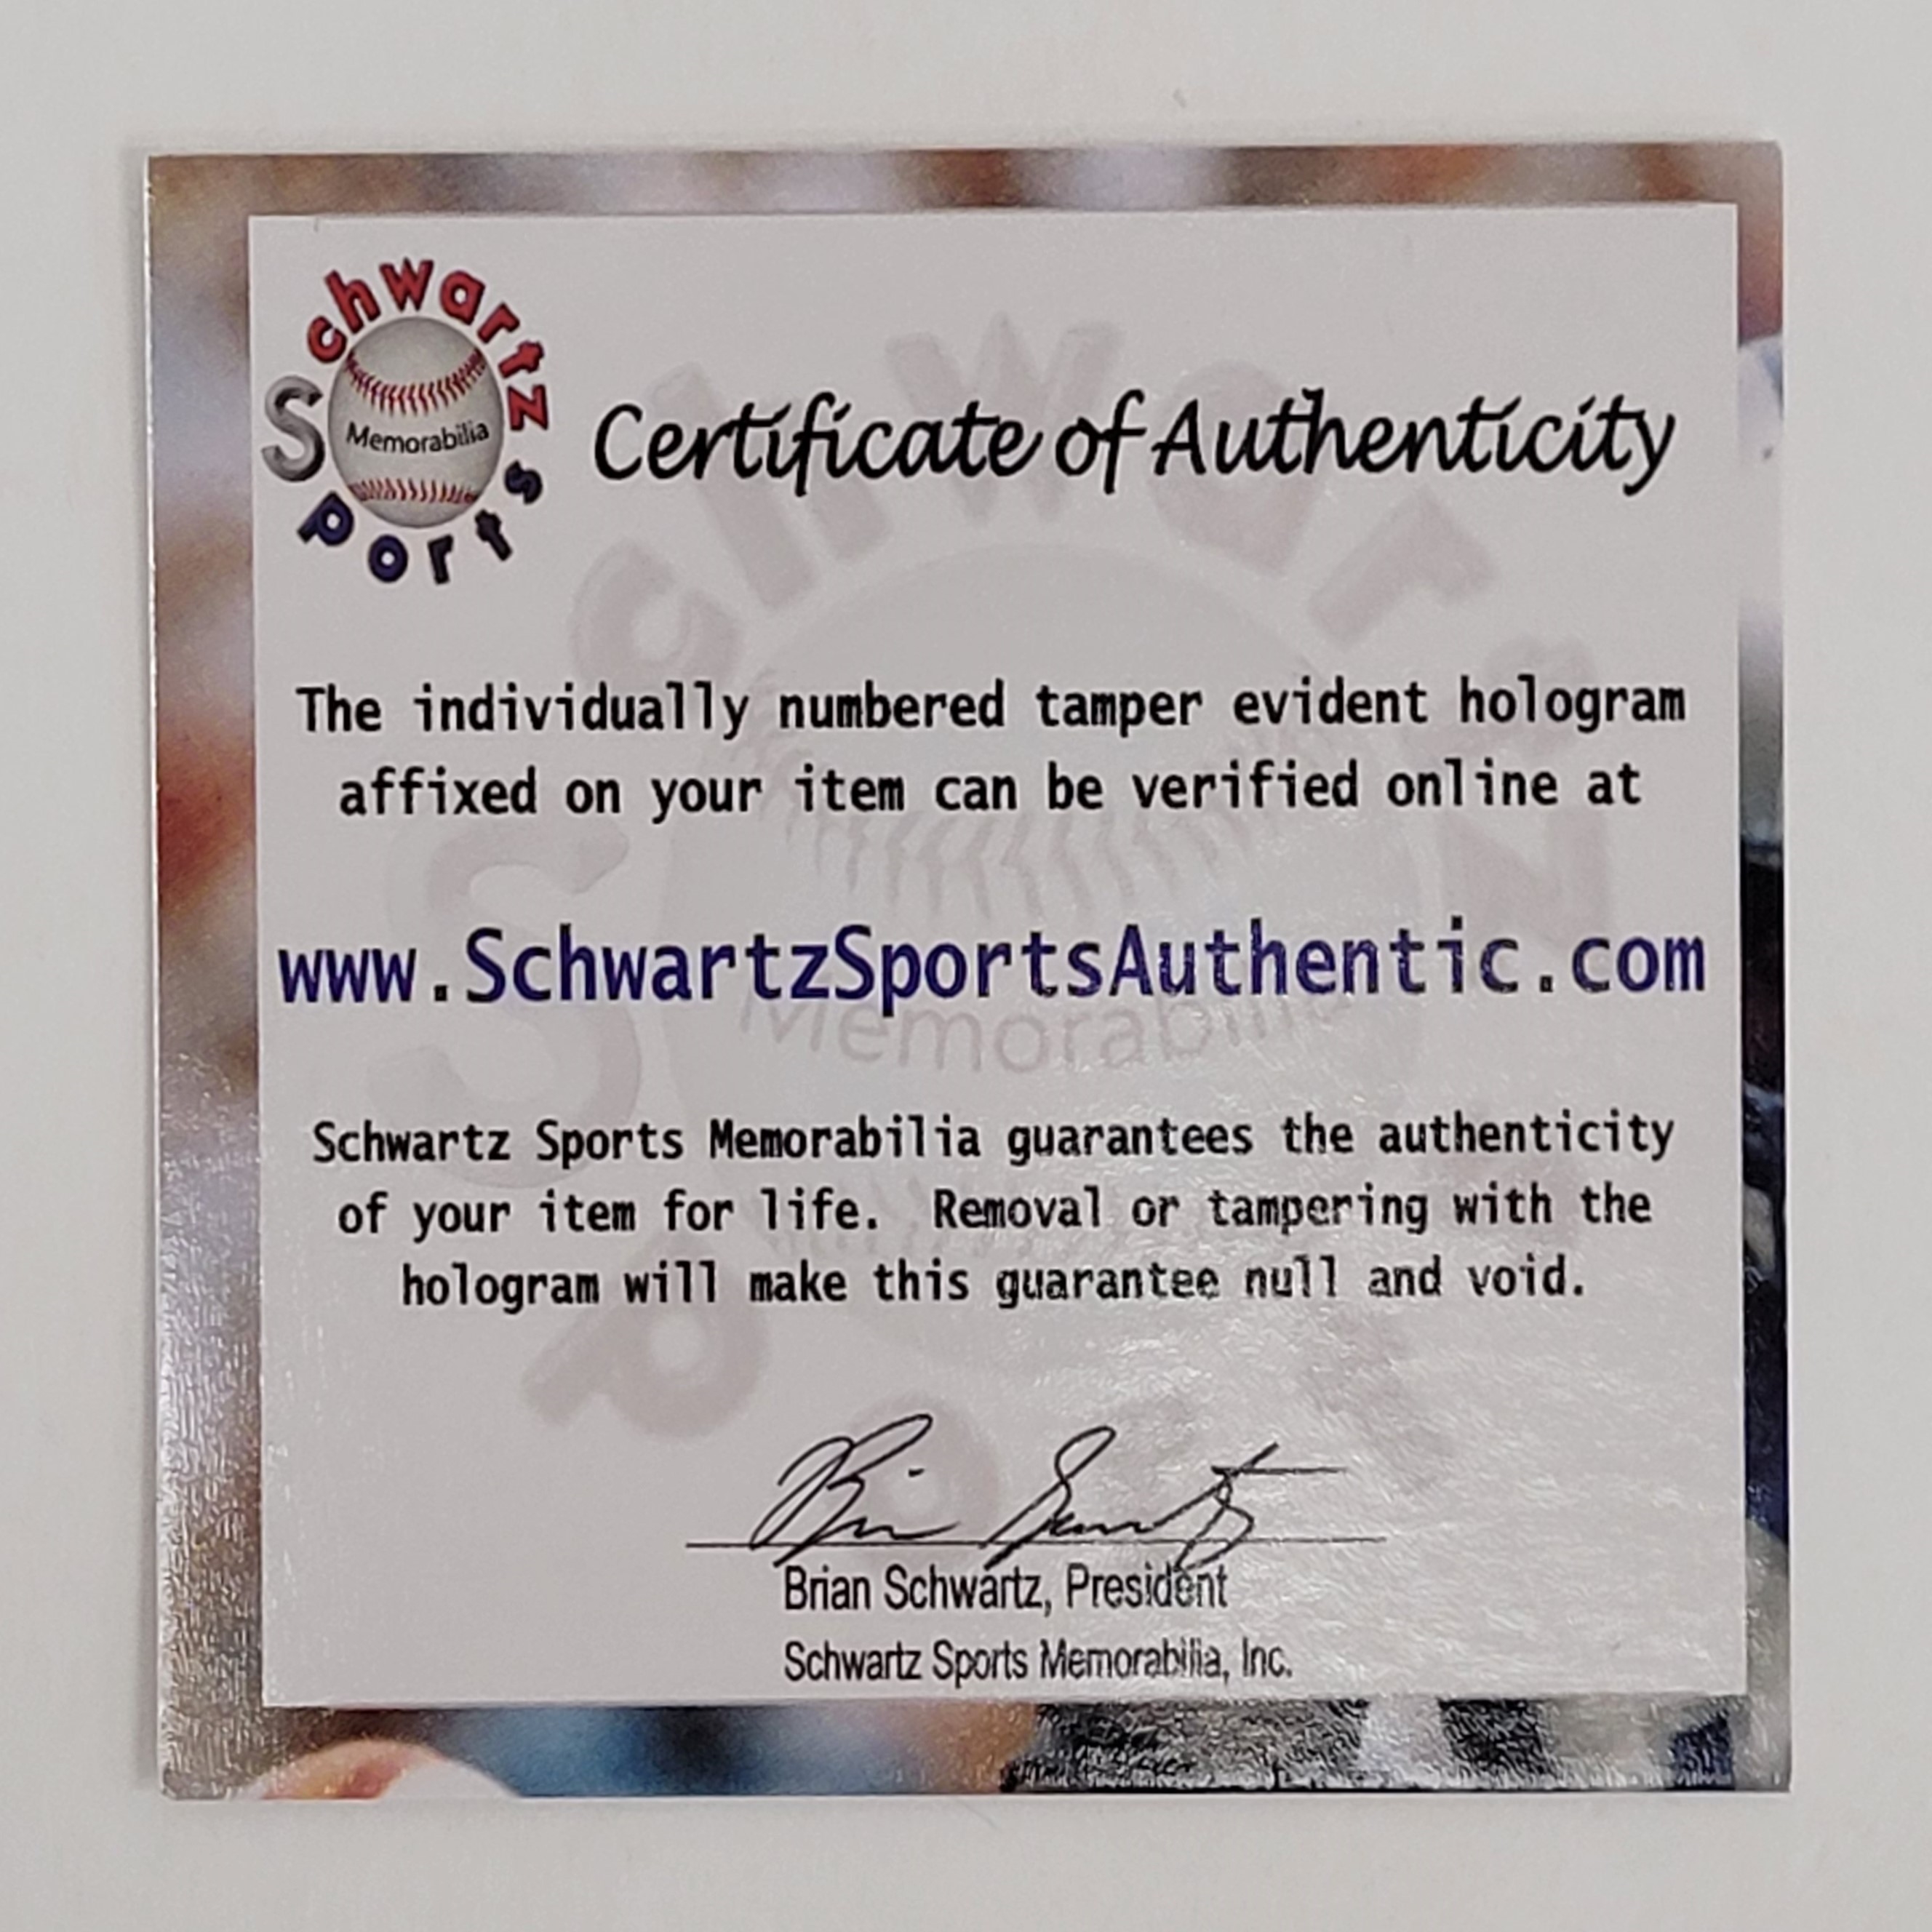 Schwartz
Sports
Memorabilia
Certificate of Authenticity
The individually numbered tamper evident hologram
affixed on your item can be verified online at
www.SchwartzSportsAuthentic.com
Schwartz Sports Memorabilia guarantees the authenticity
of your item for life. Removal or tampering with the
hologram will make this guarantee null and void.
Brian Schwartz
Brian Schwartz, President
Schwartz Sports Memorabilia, Inc.